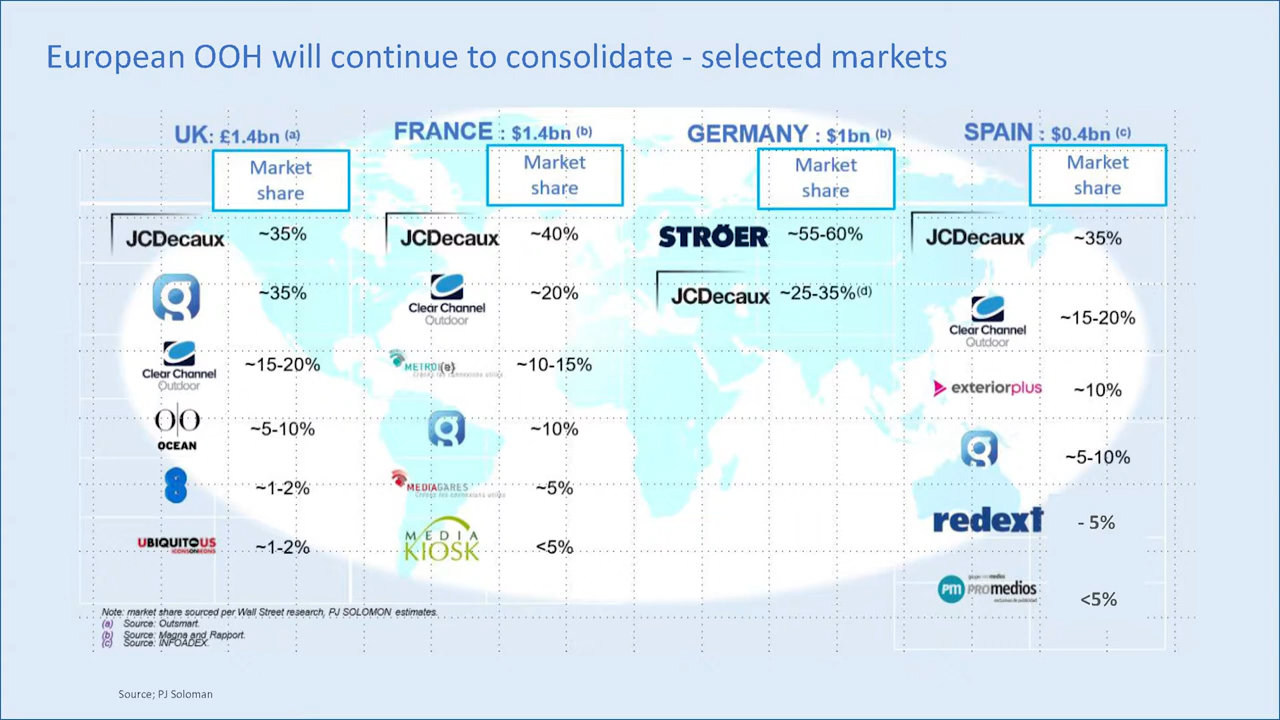 European OOH will continue to consolidate - selected markets
UK: £1.4bn (a)
Market
share
JCDecaux ~35%
~35%
Clear Channel
Outdoor
~15-20%
OCEAN
~5-10%
8 ~1-2%
UBIQUITOUS
ICONS ON ICONS
~1-2%
FRANCE : $1.4bn (b)
Market
share
JCDecaux ~40%
Clear Channel
Outdoor
~20%
(e)
~10-15%
~10%
MEDIAGARES
~5%
MEDIA
KIOSK
<5%
GERMANY : $1bn (b)
Market
share
STRÖER ~55-60%
JCDecaux ~25-35%(d)
SPAIN : $0.4bn (c)
Market
share
JCDecaux ~35%
Clear Channel
Outdoor
~15-20%
exteriorplus ~10%
~5-10%
redext - 5%
PM PROmedios
<5%
Note: market share sourced per Wall Street research, PJ SOLOMON estimates.
(a) Source: Outsmart.
(b) Source: Magna and Rapport.
(c) Source: INFOADEX.
Source; PJ Soloman